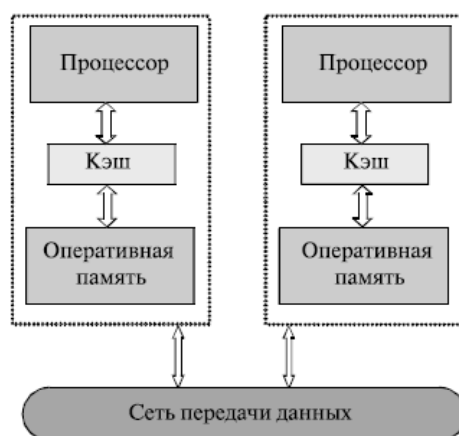 Процессор
Кэш
Оперативная
память
Процессор
Кэш
Оперативная
память
Сеть передачи данных